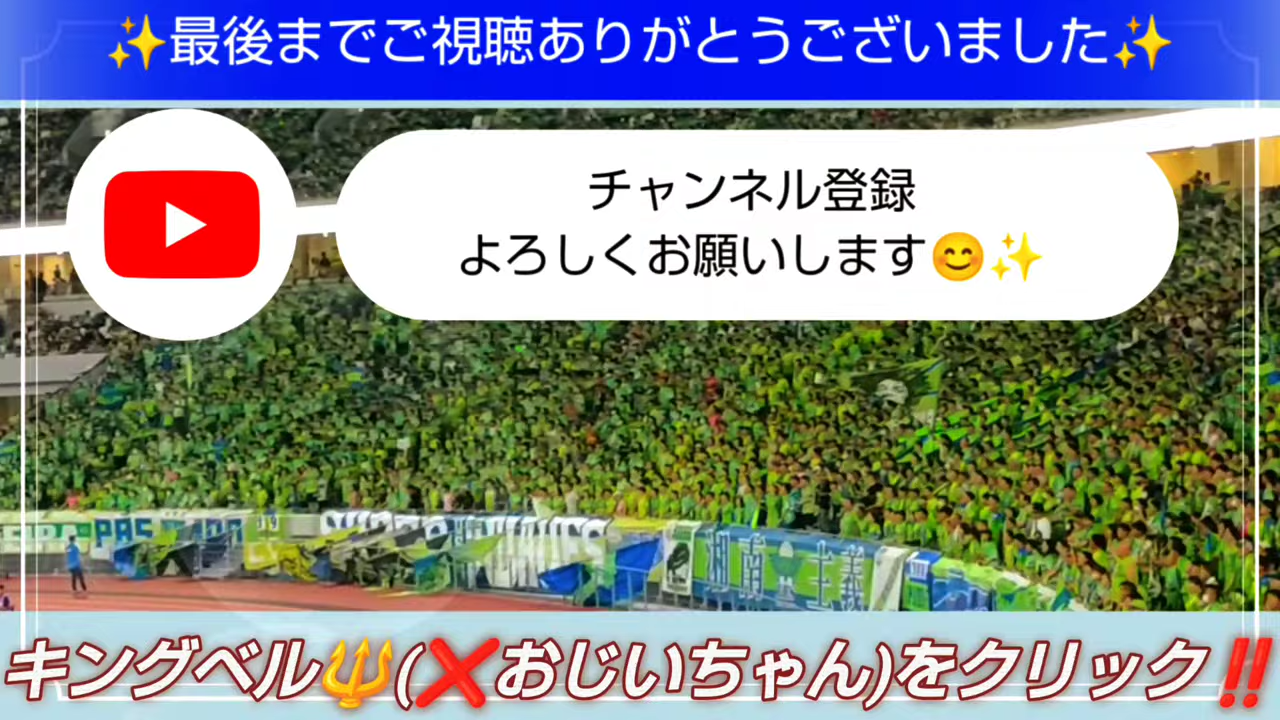 ✨最後までご視聴ありがとうございました✨
チャンネル登録
よろしくお願いします😊✨
湘南 主義
キングベル🔱(❌おじいちゃん)をクリック‼️